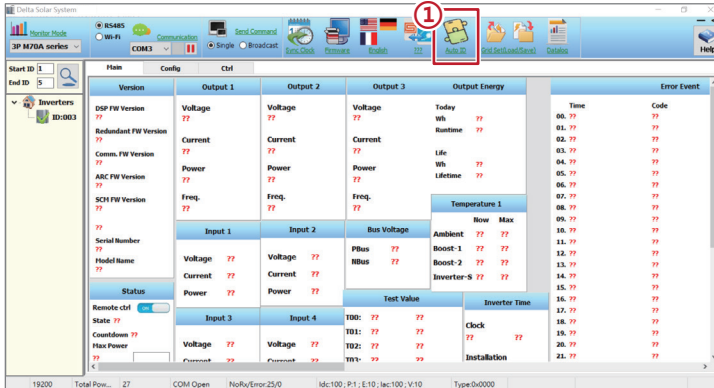 Delta Solar System
Monitor Mode
3P M70A series
RS485
Wi-Fi
Communication
COM3
Send Command
Single
Broadcast
Sync Clock
Firmware
English
???
1
Auto ID
Grid Set(Load/Save)
Datalog
Help
Start ID 1
End ID 5
Inverters
ID:003
Main
Config
Ctrl
Version
DSP FW Version
??
Redundant FW Version
??
Comm. FW Version
??
ARC FW Version
??
SCM FW Version
??
??
Serial Number
??
Model Name
??
Status
Remote ctrl ON
State ??
Countdown ??
Max Power
??
Output 1
Voltage
??
Current
??
Power
??
Freq.
??
Output 2
Voltage
??
Current
??
Power
??
Freq.
??
Output 3
Voltage
??
Current
??
Power
??
Freq.
??
Output Energy
Today
Wh ??
Runtime ??
Life
Wh ??
Lifetime ??
Temperature 1
Now Max
Ambient ?? ??
Boost-1 ?? ??
Boost-2 ?? ??
Inverter-S ?? ??
Input 1
Voltage ??
Current ??
Power ??
Input 2
Voltage ??
Current ??
Power ??
Bus Voltage
PBus ??
NBus ??
Input 3
Voltage ??
Current ??
Input 4
Voltage ??
Current ??
Test Value
T00: ?? ??
T01: ?? ??
T02: ?? ??
T03: ?? ??
Inverter Time
Clock
?? ??
Installation
Error Event
Time Code
00. ?? ??
01. ?? ??
02. ?? ??
03. ?? ??
04. ?? ??
05. ?? ??
06. ?? ??
07. ?? ??
08. ?? ??
09. ?? ??
10. ?? ??
11. ?? ??
12. ?? ??
13. ?? ??
14. ?? ??
15. ?? ??
16. ?? ??
17. ?? ??
18. ?? ??
19. ?? ??
20. ?? ??
21. ?? ??
19200 Total Pow... 27 COM Open NoRx/Error:25/0 Idc:100 ; P:1 ; E:10 ; Iac:100 ; V:10 Type:0x0000